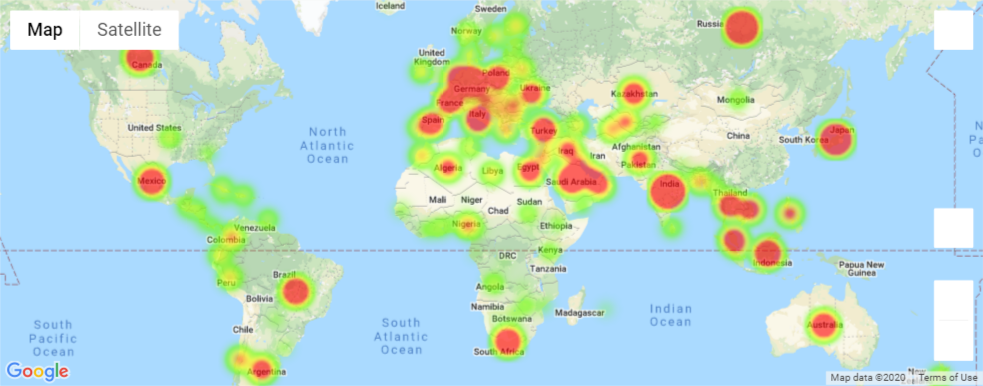 Map
Satellite
Iceland
Sweden
Norway
Russia
Canada
United
Kingdom
Poland
Germany
Ukraine
France
Kazakhstan
Mongolia
Spain
Italy
United States
North
Atlantic
Ocean
Turkey
China
Japan
South Korea
Afghanistan
Iraq
Iran
Pakistan
Algeria
Libya
Egypt
Saudi Arabia
Mexico
India
Thailand
Mali
Niger
Chad
Sudan
Nigeria
Ethiopia
Venezuela
Colombia
Kenya
DRC
Indonesia
Papua New
Guinea
Tanzania
Peru
Brazil
Angola
Bolivia
Namibia
Madagascar
Botswana
Indian
Ocean
South
Pacific
Ocean
Chile
South
Atlantic
Ocean
Australia
South Africa
Argentina
Google
Map data ©2020
Terms of Use